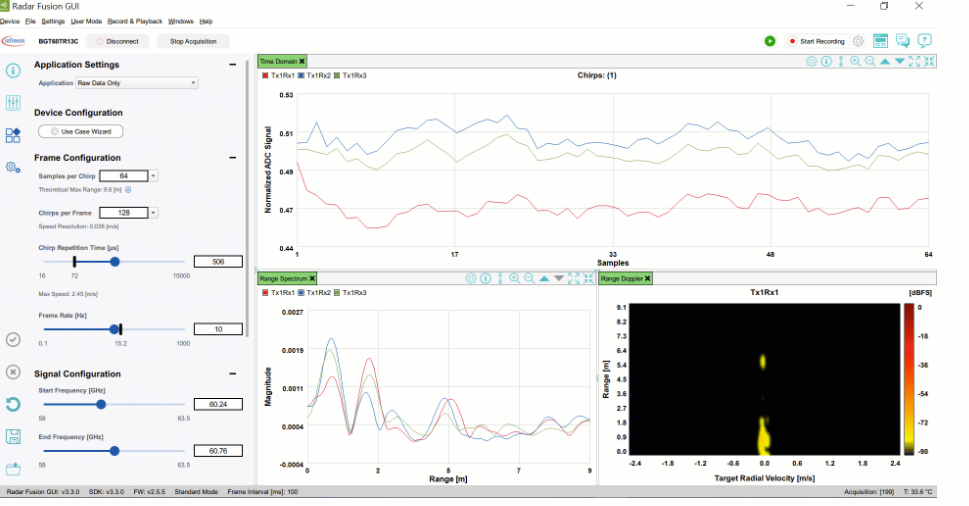 Radar Fusion GUI
Device File Settings User Mode Record & Playback Windows Help
infineon BGT60TR13C Disconnect Stop Acquisition Start Recording
Application Settings
Application Raw Data Only
Device Configuration
Use Case Wizard
Frame Configuration
Samples per Chirp 64
Theoretical Max Range: 9.6 [m]
Chirps per Frame 128
Speed Resolution: 0.038 [m/s]
Chirp Repetition Time [µs]
506
16 72 15000
Max Speed: 2.45 [m/s]
Frame Rate [Hz]
10
0.1 15.2 1000
Signal Configuration
Start Frequency [GHz]
60.24
58 63.5
End Frequency [GHz]
60.76
58 63.5
Time Domain
Tx1Rx1 Tx1Rx2 Tx1Rx3
Chirps: (1)
Normalized ADC Signal
0.53
0.51
0.49
0.47
0.44
1 17 33 48 64
Samples
Range Spectrum
Tx1Rx1 Tx1Rx2 Tx1Rx3
Magnitude
0.0027
0.0019
0.0011
0.0004
-0.0004
0 2 5 7 9
Range [m]
Range Doppler
Tx1Rx1
[dBFS]
Range [m]
9.1
8.2
7.3
6.4
5.4
4.5
3.6
2.7
1.8
0.9
0.0
-2.4 -1.8 -1.2 -0.6 0.0 0.6 1.2 1.8 2.4
Target Radial Velocity [m/s]
0
-18
-36
-54
-72
-90
Radar Fusion GUI: v3.3.0 SDK: v3.3.0 FW: v2.5.5 Standard Mode Frame Interval [ms]: 100 Acquisition: [199] T: 33.6 °C